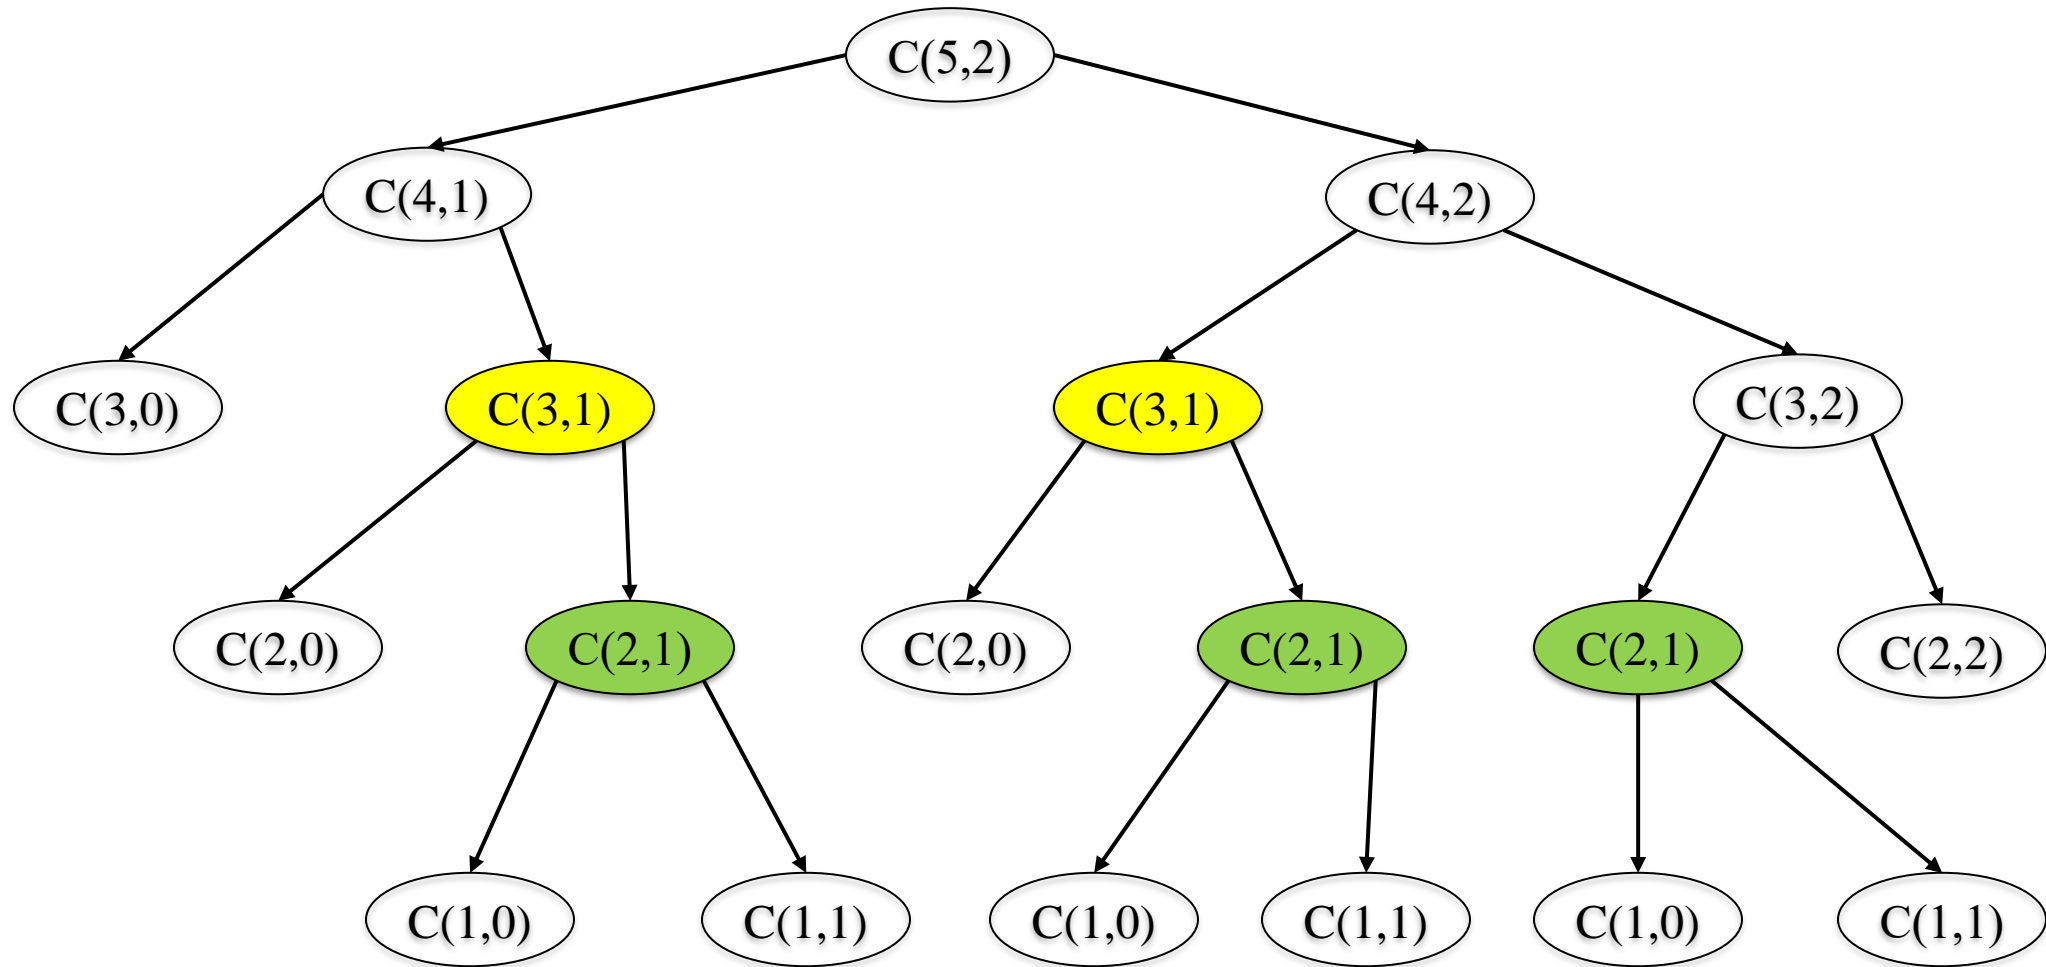 C(5,2)
C(4,1)
C(4,2)
C(3,0)
C(3,1)
C(3,1)
C(3,2)
C(2,0)
C(2,1)
C(2,0)
C(2,1)
C(2,1)
C(2,2)
C(1,0)
C(1,1)
C(1,0)
C(1,1)
C(1,0)
C(1,1)